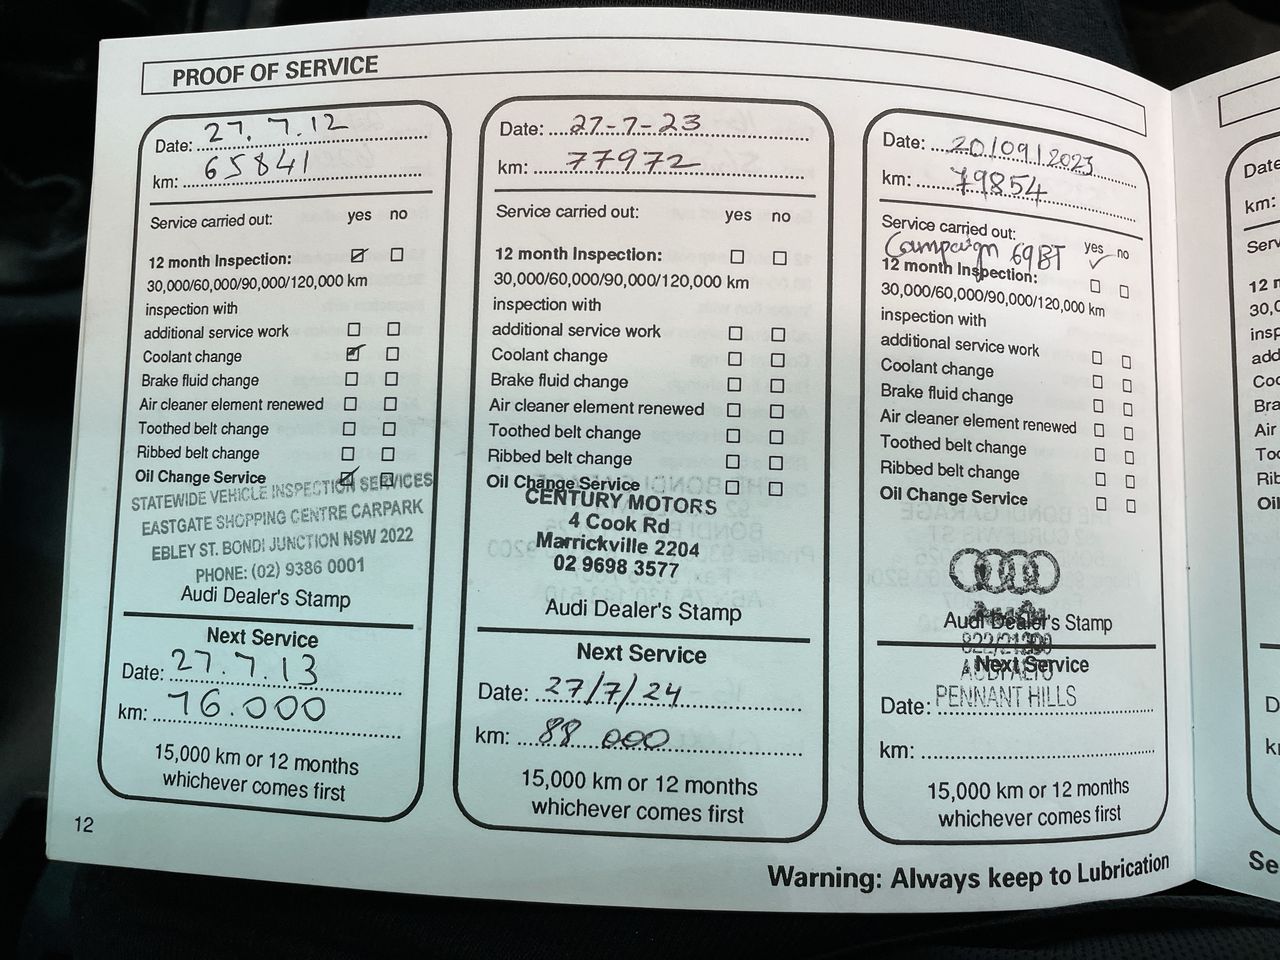 PROOF OF SERVICE
Date: 27.7.12
km: 65841
Service carried out: yes no
12 month Inspection:
30,000/60,000/90,000/120,000 km
inspection with
additional service work
Coolant change
Brake fluid change
Air cleaner element renewed
Toothed belt change
Ribbed belt change
Oil Change Service
STATEWIDE VEHICLE INSPECTION SERVICES
EASTGATE SHOPPING CENTRE CARPARK
EBLEY ST. BONDI JUNCTION NSW 2022
PHONE: (02) 9386 0001
Audi Dealer's Stamp
Next Service
Date: 27.7.13
km: 76.000
15,000 km or 12 months
whichever comes first
12
Date: 27-7-23
km: 77972
Service carried out: yes no
12 month Inspection:
30,000/60,000/90,000/120,000 km
inspection with
additional service work
Coolant change
Brake fluid change
Air cleaner element renewed
Toothed belt change
Ribbed belt change
Oil Change Service
CENTURY MOTORS
4 Cook Rd
Marrickville 2204
02 9698 3577
Audi Dealer's Stamp
Next Service
Date: 27/7/24
km: 88 000
15,000 km or 12 months
whichever comes first
Date: 20/09/2023
km: 79854
Service carried out: yes no
Campaign 69BT
12 month Inspection:
30,000/60,000/90,000/120,000 km
inspection with
additional service work
Coolant change
Brake fluid change
Air cleaner element renewed
Toothed belt change
Ribbed belt change
Oil Change Service
Audi Dealer's Stamp
Next Service
PENNANT HILLS
Date:
km:
15,000 km or 12 months
whichever comes first
Warning: Always keep to Lubrication
Date
km: